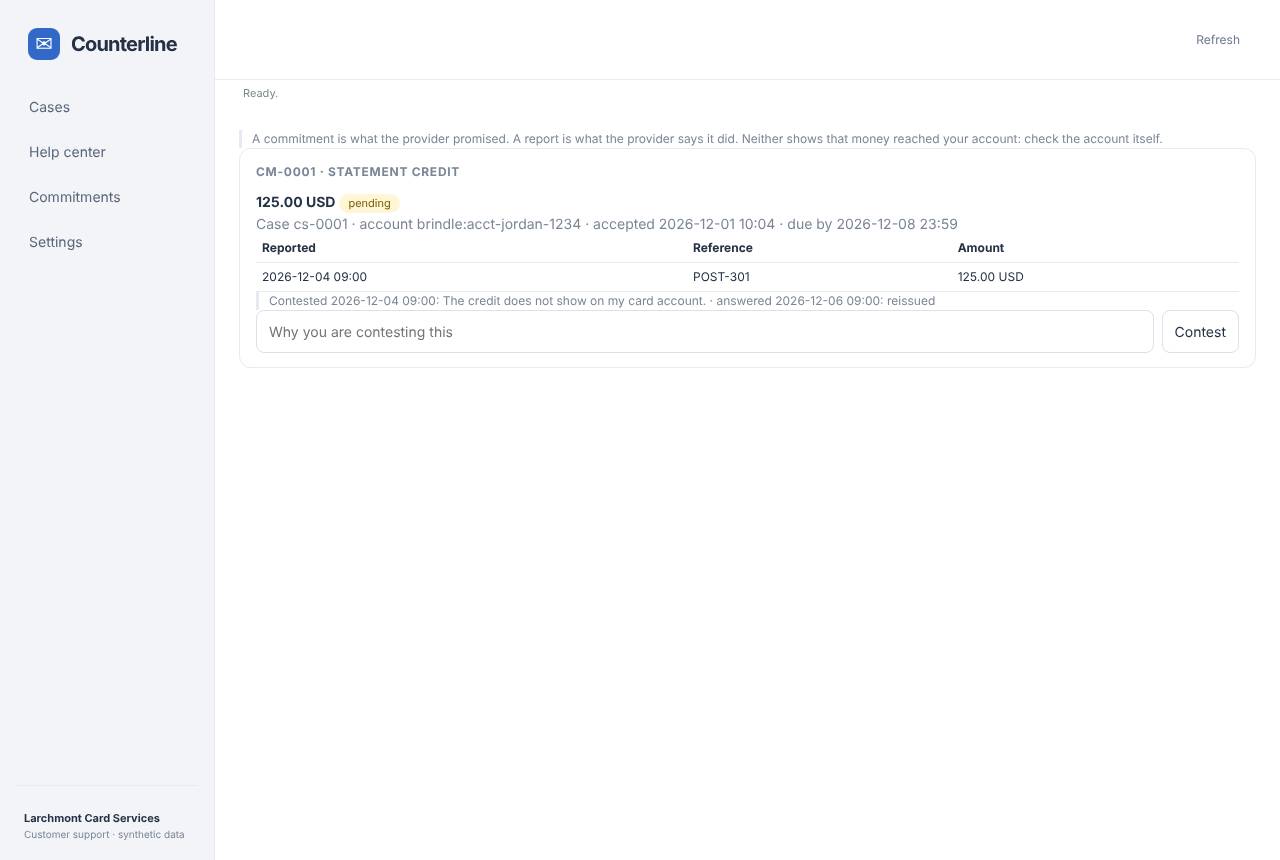 ✉ Counterline
Refresh
Cases
Help center
Commitments
Settings
Ready.
A commitment is what the provider promised. A report is what the provider says it did. Neither shows that money reached your account: check the account itself.
CM-0001 · STATEMENT CREDIT
125.00 USD pending
Case cs-0001 · account brindle:acct-jordan-1234 · accepted 2026-12-01 10:04 · due by 2026-12-08 23:59
Reported Reference Amount
2026-12-04 09:00 POST-301 125.00 USD
Contested 2026-12-04 09:00: The credit does not show on my card account. · answered 2026-12-06 09:00: reissued
Why you are contesting this Contest
Larchmont Card Services
Customer support · synthetic data